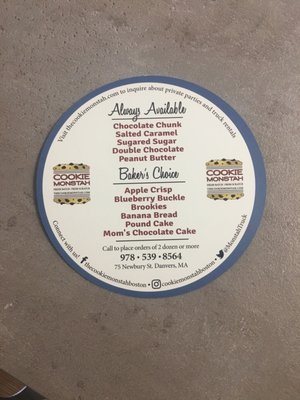 Visit thecookiemonstah.com to inquire about private parties and truck rentals
Always Available
Chocolate Chunk
Salted Caramel
Sugared Sugar
Double Chocolate
Peanut Butter
Baker's Choice
Apple Crisp
Blueberry Buckle
Brookies
Banana Bread
Pound Cake
Mom's Chocolate Cake
COOKIE
MONSTAH
COOKIE
MONSTAH
Call to place orders of 2 dozen or more
978 • 539 • 8564
75 Newbury St. Danvers, MA
Connect with us!
thecookiemonstahboston
•
cookiemonstahboston
•
@MonstahTruck